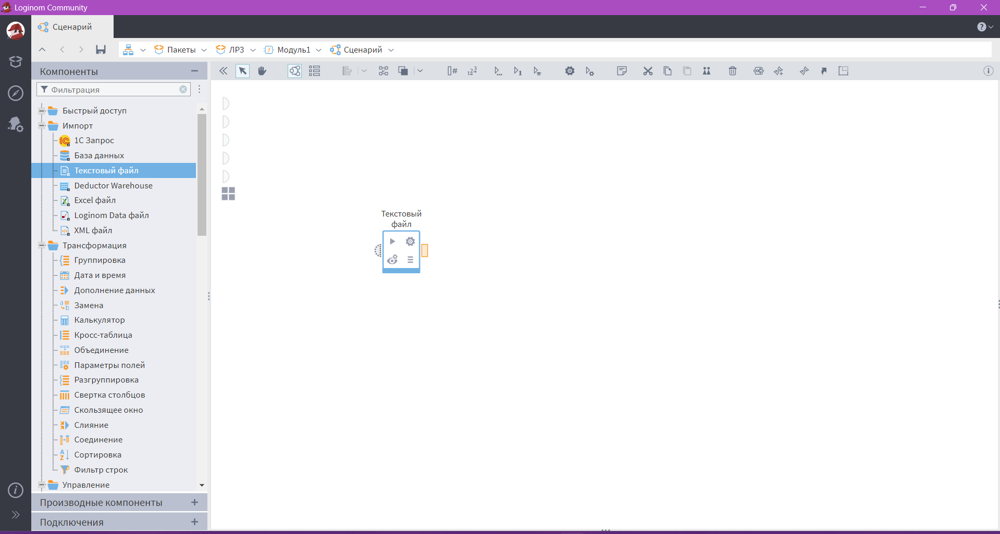 Loginom Community
Сценарий
Пакеты
ЛР3
Модуль1
Сценарий
Компоненты
Фильтрация
Быстрый доступ
Импорт
1С Запрос
База данных
Текстовый файл
Deductor Warehouse
Excel файл
Loginom Data файл
XML файл
Трансформация
Группировка
Дата и время
Дополнение данных
Замена
Калькулятор
Кросс-таблица
Объединение
Параметры полей
Разгруппировка
Свертка столбцов
Скользящее окно
Слияние
Соединение
Сортировка
Фильтр строк
Управление
Производные компоненты
Подключения
Текстовый
файл